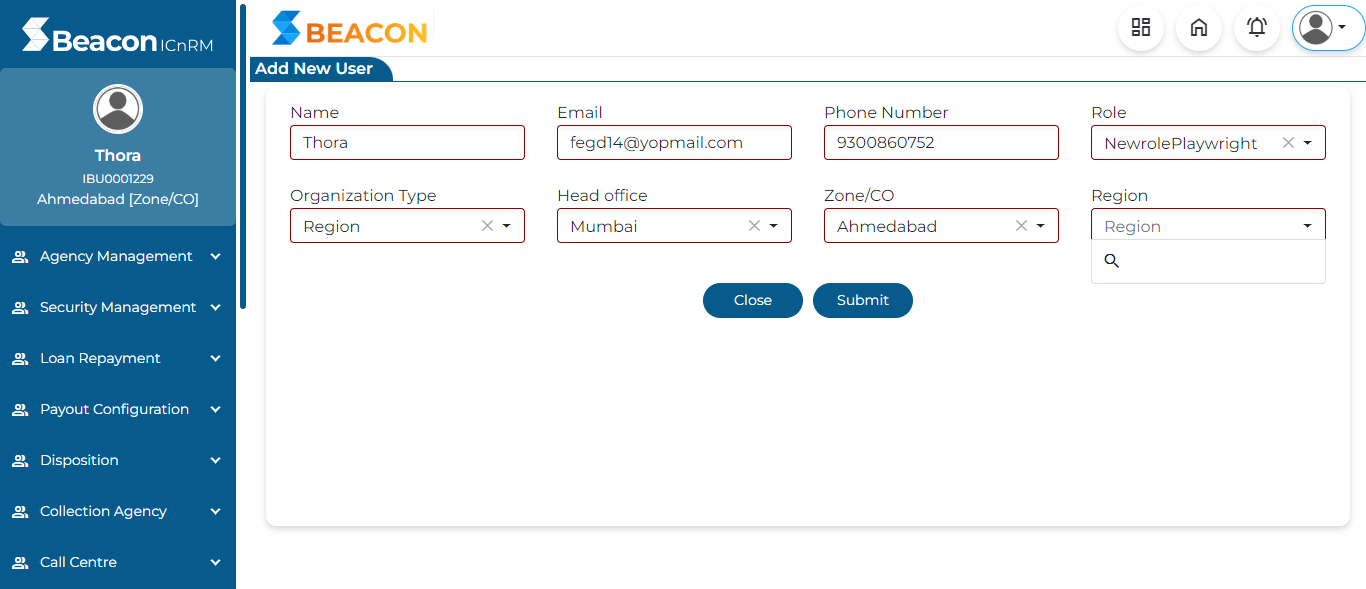 Beacon ICnRM
Thora
IBU0001229
Ahmedabad [Zone/CO]
Agency Management
Security Management
Loan Repayment
Payout Configuration
Disposition
Collection Agency
Call Centre
BEACON
Add New User
Name
Thora
Email
fegd14@yopmail.com
Phone Number
9300860752
Role
NewrolePlaywright
Organization Type
Region
Head office
Mumbai
Zone/CO
Ahmedabad
Region
Region
Close
Submit